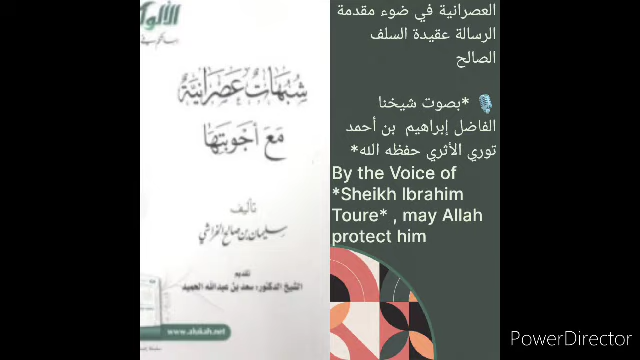 الألوكة
شبهات عصرانية
مع أجوبتها
تأليف
سليمان بن صالح الخراشي
تقديم
الشيخ الدكتور: سعد بن عبدالله الحميد
www.alukah.net
العصرانية في ضوء مقدمة
الرسالة عقيدة السلف
الصالح
🎙️ *بصوت شيخنا
الفاضل إبراهيم بن أحمد
توري الأثري حفظه الله*
By the Voice of
*Sheikh Ibrahim
Toure* , may Allah
protect him
PowerDirector